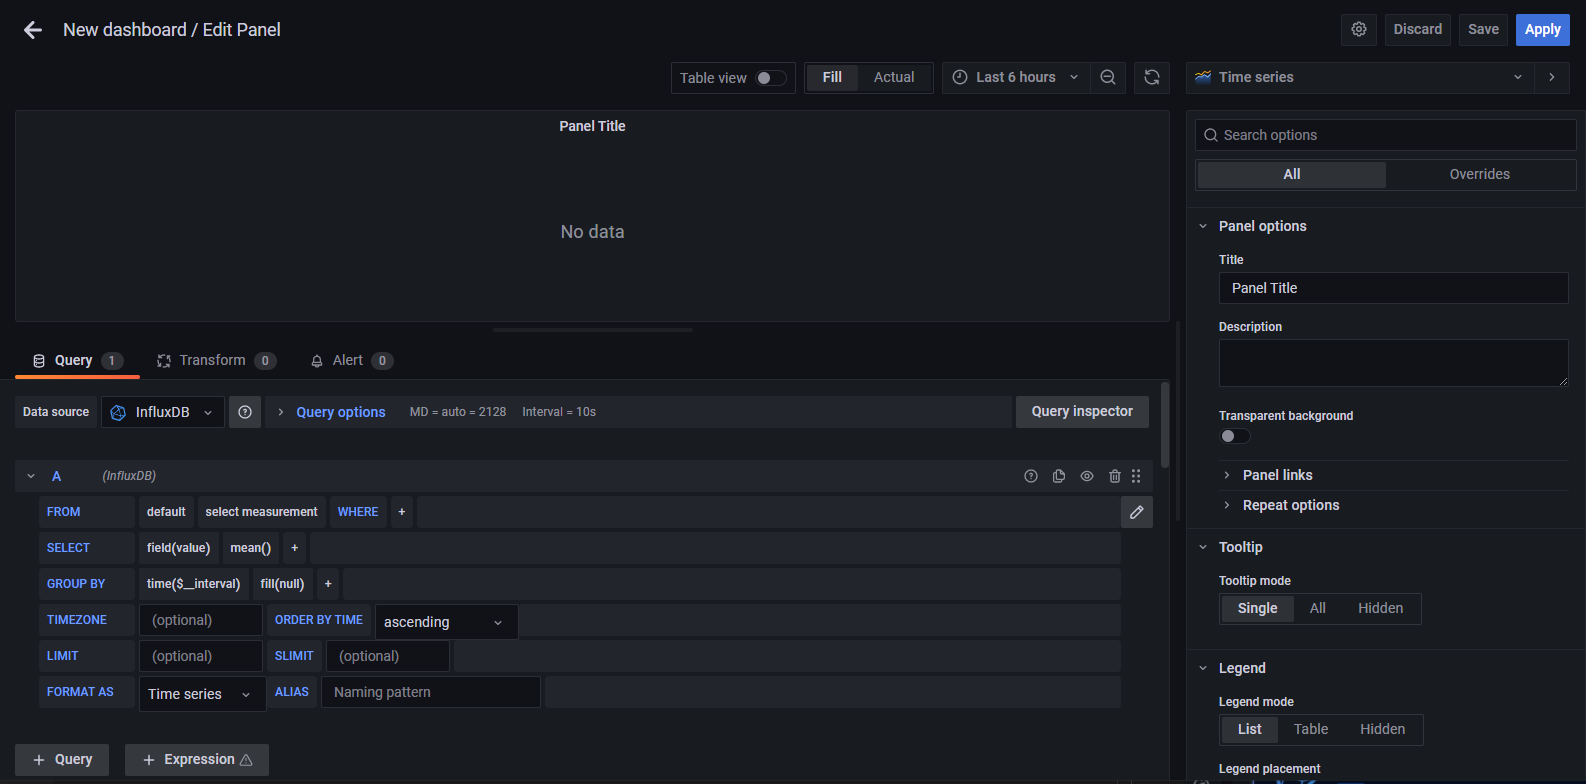 New dashboard / Edit Panel
Discard
Save
Apply
Table view
Fill
Actual
Last 6 hours
Time series
Panel Title
No data
Search options
All
Overrides
Panel options
Title
Panel Title
Description
Transparent background
Panel links
Repeat options
Tooltip
Tooltip mode
Single
All
Hidden
Legend
Legend mode
List
Table
Hidden
Legend placement
Query 1
Transform 0
Alert 0
Data source
InfluxDB
Query options
MD = auto = 2128
Interval = 10s
Query inspector
A
(InfluxDB)
FROM default select measurement WHERE +
SELECT field(value) mean() +
GROUP BY time($__interval) fill(null) +
TIMEZONE (optional) ORDER BY TIME ascending
LIMIT (optional) SLIMIT (optional)
FORMAT AS Time series ALIAS Naming pattern
+ Query
+ Expression